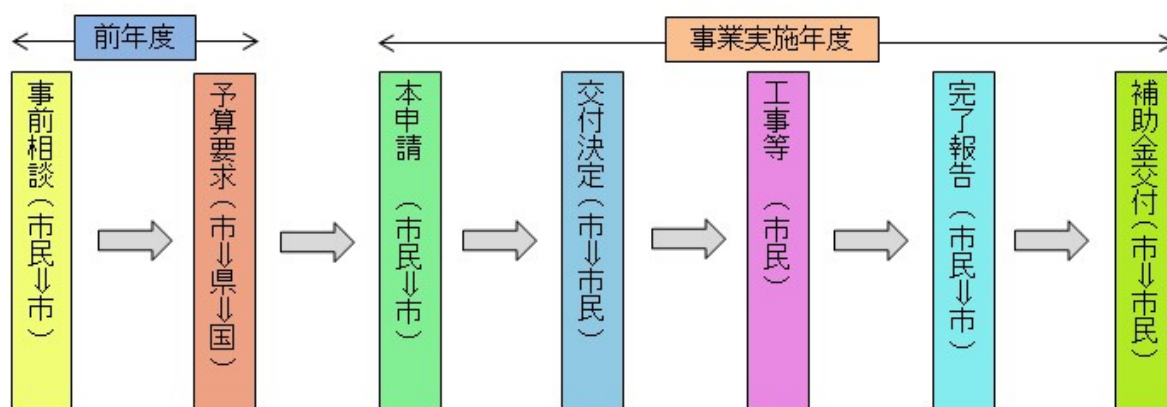 前年度
事業実施年度
事前相談(市民⇒市)
予算要求(市⇒県⇒国)
本申請 (市民⇒市)
交付決定(市⇒市民)
工事等 (市民)
完了報告(市民⇒市)
補助金交付(市⇒市民)